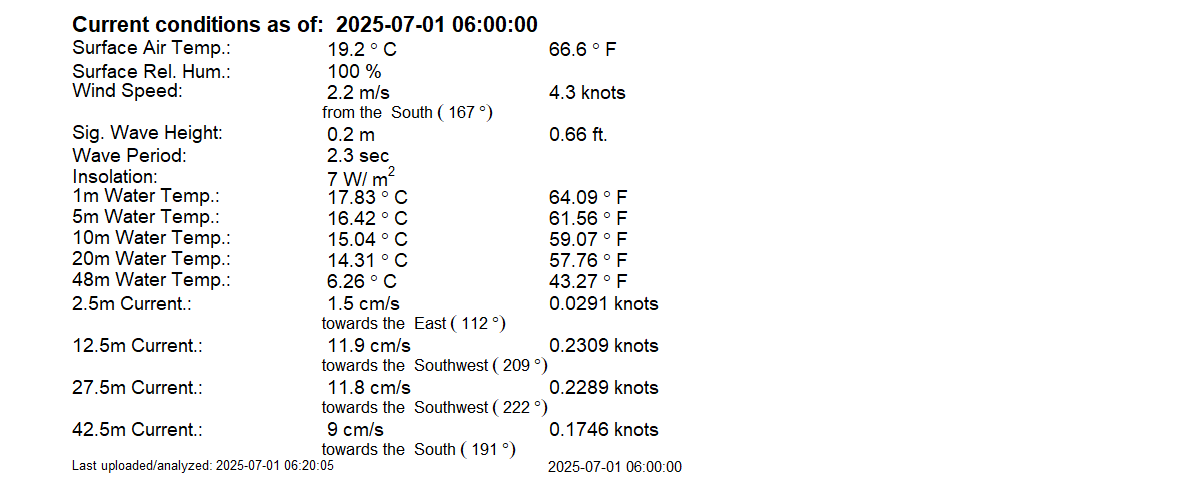 Current conditions as of:  2025-07-01 06:00:00
Surface Air Temp.: 19.2 ° C 66.6 ° F
Surface Rel. Hum.: 100 %
Wind Speed: 2.2 m/s 4.3 knots
from the  South ( 167 °)
Sig. Wave Height: 0.2 m 0.66 ft.
Wave Period: 2.3 sec
Insolation: 7 W/ m²
1m Water Temp.: 17.83 ° C 64.09 ° F
5m Water Temp.: 16.42 ° C 61.56 ° F
10m Water Temp.: 15.04 ° C 59.07 ° F
20m Water Temp.: 14.31 ° C 57.76 ° F
48m Water Temp.: 6.26 ° C 43.27 ° F
2.5m Current.: 1.5 cm/s 0.0291 knots
towards the  East ( 112 °)
12.5m Current.: 11.9 cm/s 0.2309 knots
towards the  Southwest ( 209 °)
27.5m Current.: 11.8 cm/s 0.2289 knots
towards the  Southwest ( 222 °)
42.5m Current.: 9 cm/s 0.1746 knots
towards the  South ( 191 °)
Last uploaded/analyzed: 2025-07-01 06:20:05 2025-07-01 06:00:00